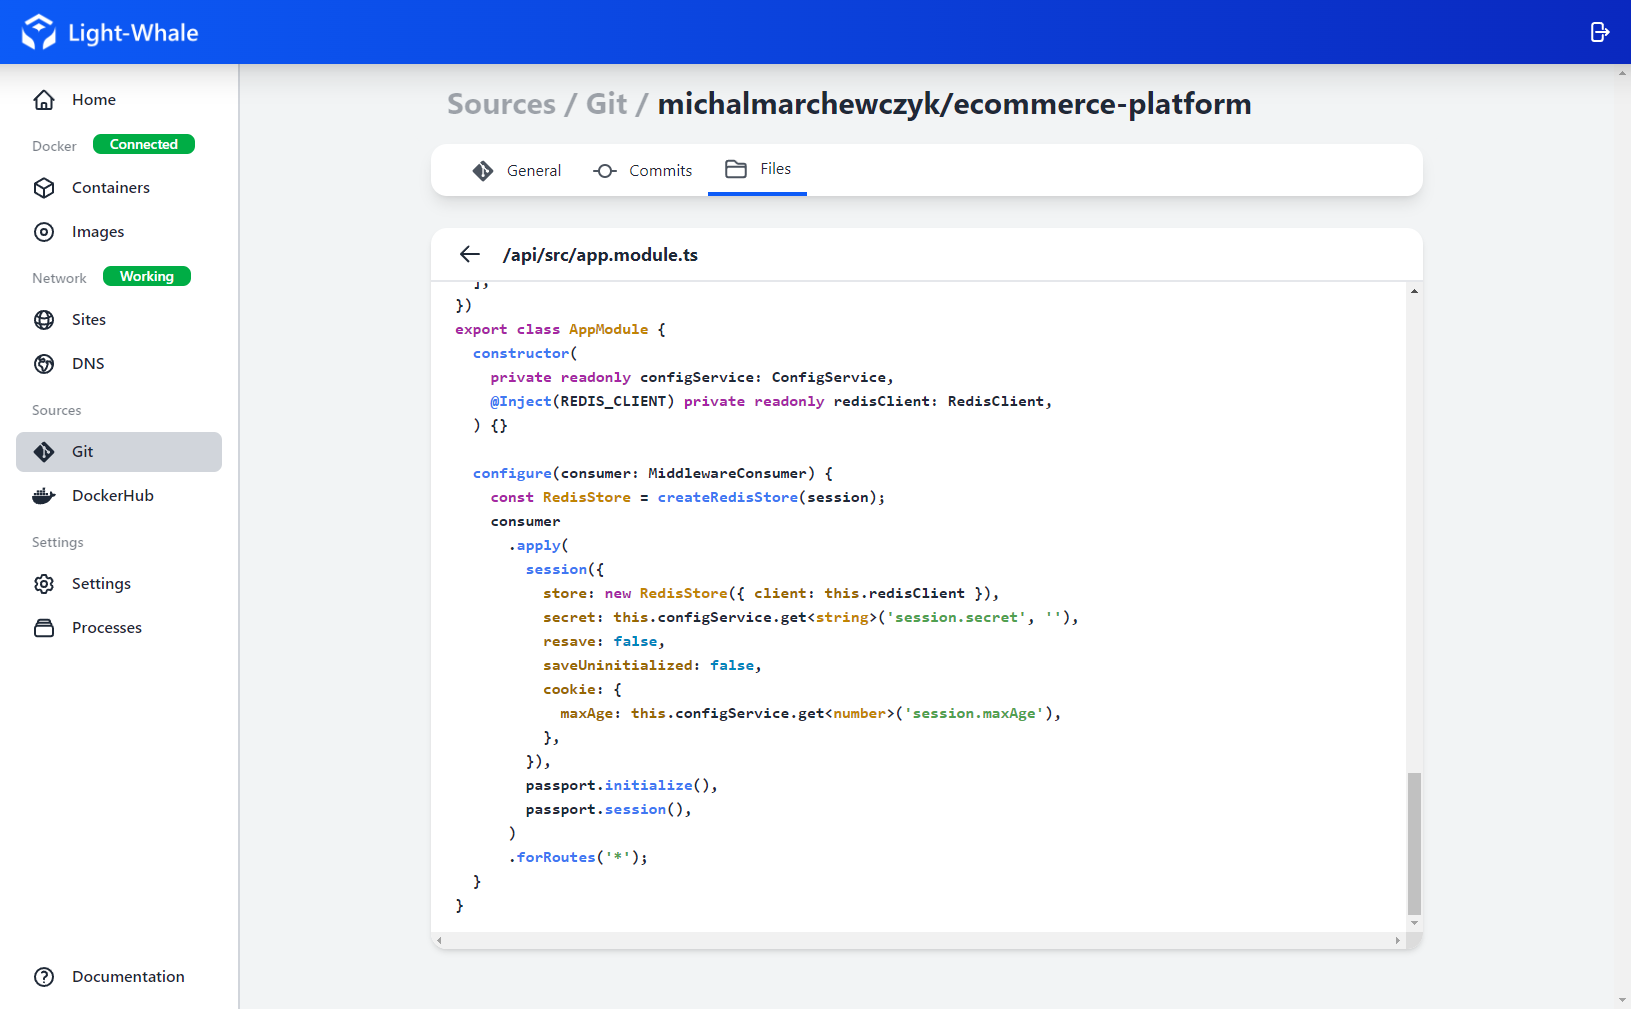 Light-Whale
Home
Docker Connected
Containers
Images
Network Working
Sites
DNS
Sources
Git
DockerHub
Settings
Settings
Processes
Documentation
Sources / Git / michalmarchewczyk/ecommerce-platform
General Commits Files
/api/src/app.module.ts
],
})
export class AppModule {
constructor(
private readonly configService: ConfigService,
@Inject(REDIS_CLIENT) private readonly redisClient: RedisClient,
) {}
configure(consumer: MiddlewareConsumer) {
const RedisStore = createRedisStore(session);
consumer
.apply(
session({
store: new RedisStore({ client: this.redisClient }),
secret: this.configService.get<string>('session.secret', ''),
resave: false,
saveUninitialized: false,
cookie: {
maxAge: this.configService.get<number>('session.maxAge'),
},
}),
passport.initialize(),
passport.session(),
)
.forRoutes('*');
}
}